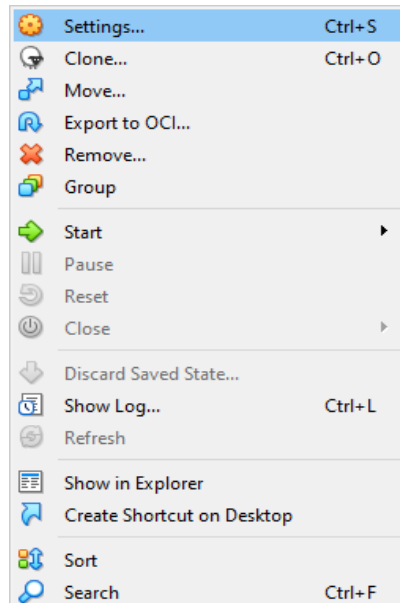 Settings... Ctrl+S
Clone... Ctrl+O
Move...
Export to OCI...
Remove...
Group
Start
Pause
Reset
Close
Discard Saved State...
Show Log... Ctrl+L
Refresh
Show in Explorer
Create Shortcut on Desktop
Sort
Search Ctrl+F